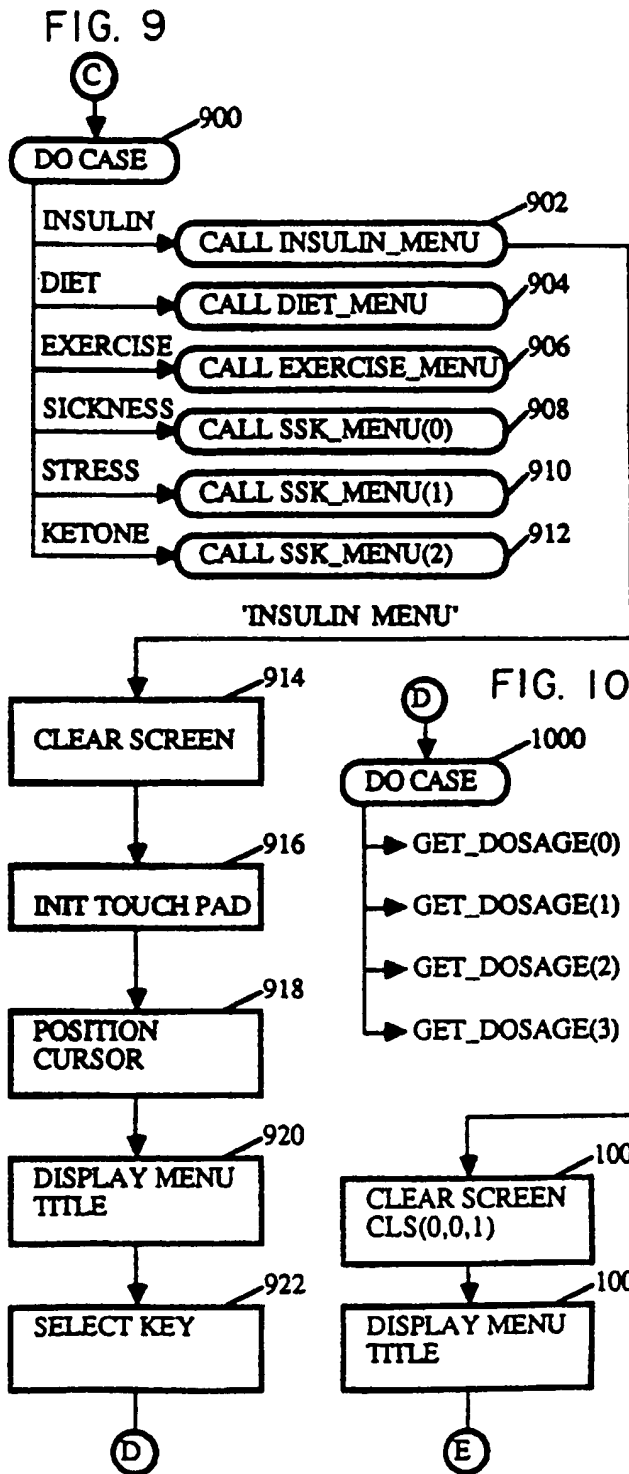 FIG. 9
C
900
DO CASE
INSULIN
902
CALL INSULIN_MENU
DIET
904
CALL DIET_MENU
EXERCISE
906
CALL EXERCISE_MENU
SICKNESS
908
CALL SSK_MENU(0)
STRESS
910
CALL SSK_MENU(1)
KETONE
912
CALL SSK_MENU(2)
'INSULIN MENU'
914
CLEAR SCREEN
916
INIT TOUCH PAD
918
POSITION
CURSOR
920
DISPLAY MENU
TITLE
922
SELECT KEY
D
FIG. 10
D
1000
DO CASE
GET_DOSAGE(0)
GET_DOSAGE(1)
GET_DOSAGE(2)
GET_DOSAGE(3)
CLEAR SCREEN
CLS(0,0,1)
DISPLAY MENU
TITLE
E